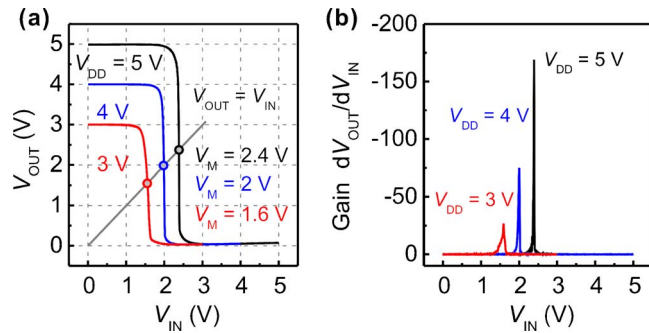 (a)
5
4
3
2
1
0
V_OUT (V)
V_DD = 5 V
4 V
3 V
V_OUT = V_IN
V_M = 2.4 V
V_M = 2 V
V_M = 1.6 V
0 1 2 3 4 5
V_IN (V)
(b)
-200
-150
-100
-50
0
Gain dV_OUT/dV_IN
V_DD = 5 V
V_DD = 4 V
V_DD = 3 V
0 1 2 3 4 5
V_IN (V)